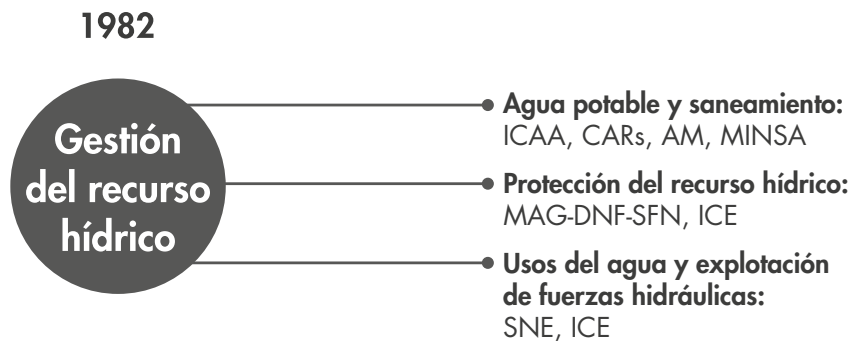 1982
Gestión
del recurso
hídrico
Agua potable y saneamiento:
ICAA, CARs, AM, MINSA
Protección del recurso hídrico:
MAG-DNF-SFN, ICE
Usos del agua y explotación
de fuerzas hidráulicas:
SNE, ICE